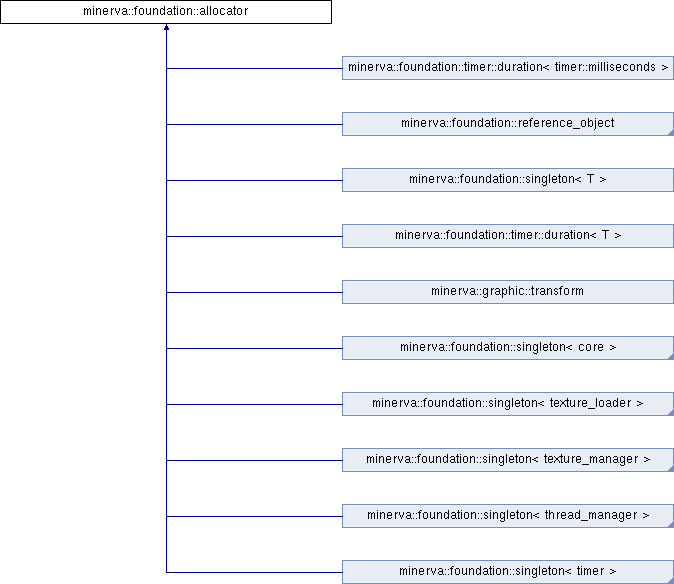 minerva::foundation::allocator
minerva::foundation::timer::duration< timer::milliseconds >
minerva::foundation::reference_object
minerva::foundation::singleton< T >
minerva::foundation::timer::duration< T >
minerva::graphic::transform
minerva::foundation::singleton< core >
minerva::foundation::singleton< texture_loader >
minerva::foundation::singleton< texture_manager >
minerva::foundation::singleton< thread_manager >
minerva::foundation::singleton< timer >